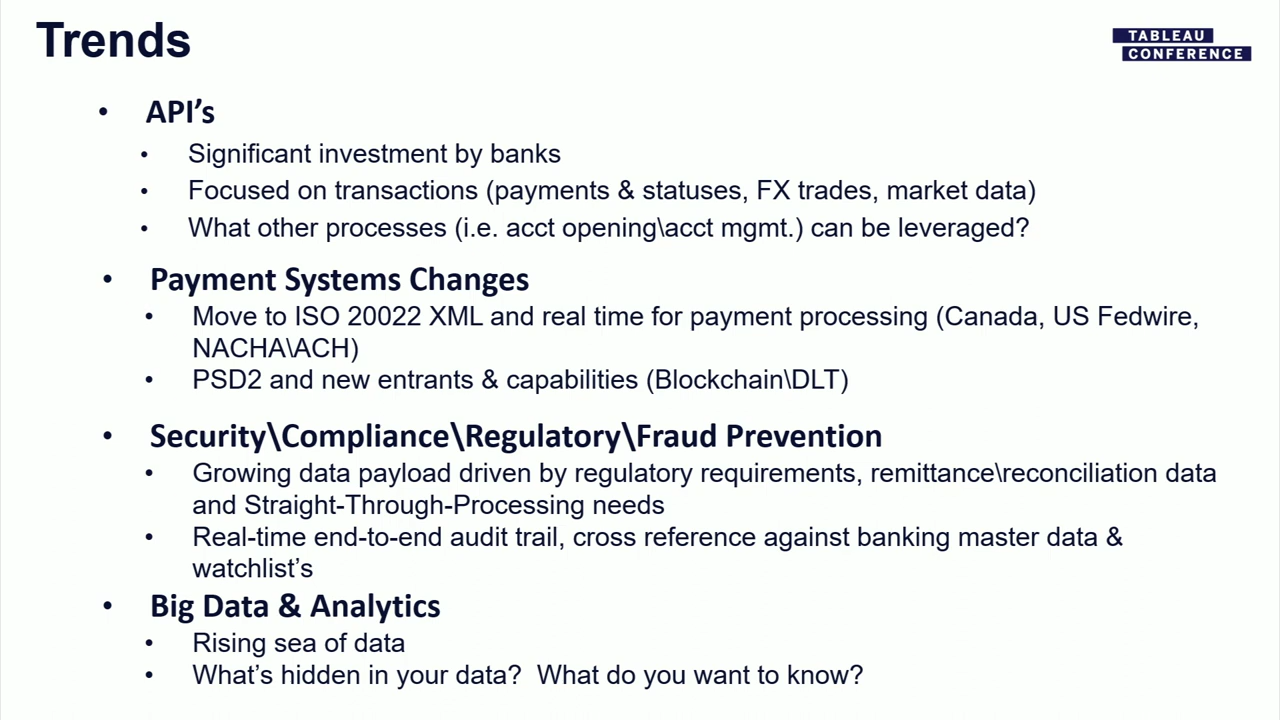 Trends
TABLEAU
CONFERENCE
• API’s
• Significant investment by banks
• Focused on transactions (payments & statuses, FX trades, market data)
• What other processes (i.e. acct opening\acct mgmt.) can be leveraged?
• Payment Systems Changes
• Move to ISO 20022 XML and real time for payment processing (Canada, US Fedwire,
NACHA\ACH)
• PSD2 and new entrants & capabilities (Blockchain\DLT)
• Security\Compliance\Regulatory\Fraud Prevention
• Growing data payload driven by regulatory requirements, remittance\reconciliation data
and Straight-Through-Processing needs
• Real-time end-to-end audit trail, cross reference against banking master data &
watchlist’s
• Big Data & Analytics
• Rising sea of data
• What’s hidden in your data?  What do you want to know?